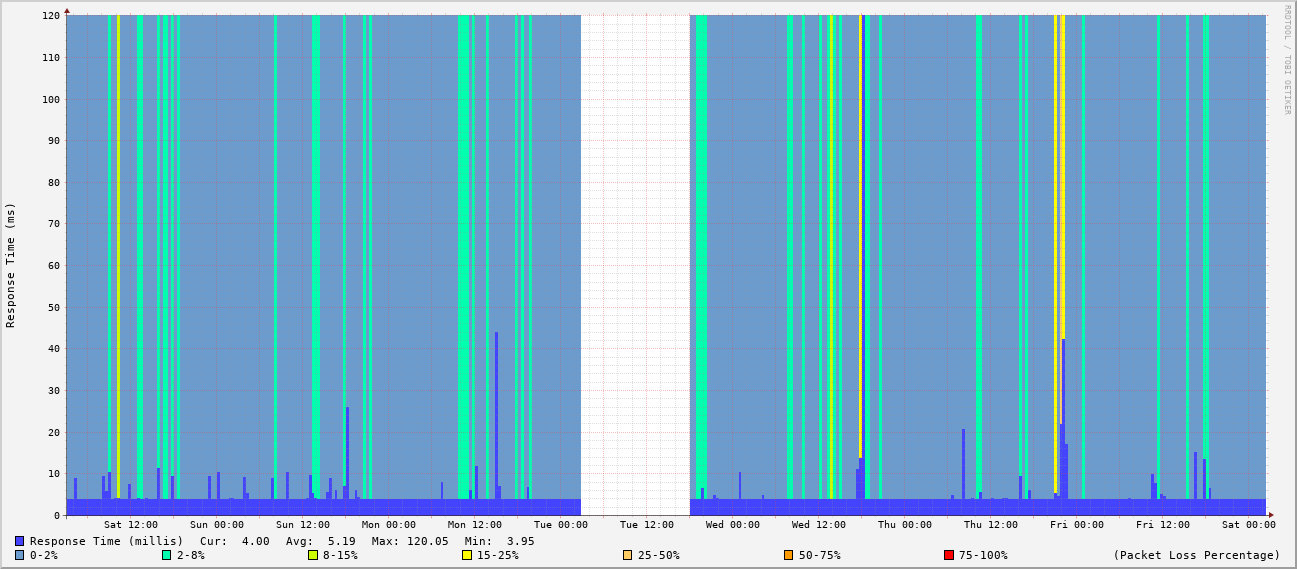 RRDTOOL / TOBI OETIKER
Response Time (ms)
120
110
100
90
80
70
60
50
40
30
20
10
0
Sat 12:00 Sun 00:00 Sun 12:00 Mon 00:00 Mon 12:00 Tue 00:00 Tue 12:00 Wed 00:00 Wed 12:00 Thu 00:00 Thu 12:00 Fri 00:00 Fri 12:00 Sat 00:00
Response Time (millis) Cur: 4.00 Avg: 5.19 Max: 120.05 Min: 3.95
0-2% 2-8% 8-15% 15-25% 25-50% 50-75% 75-100% (Packet Loss Percentage)